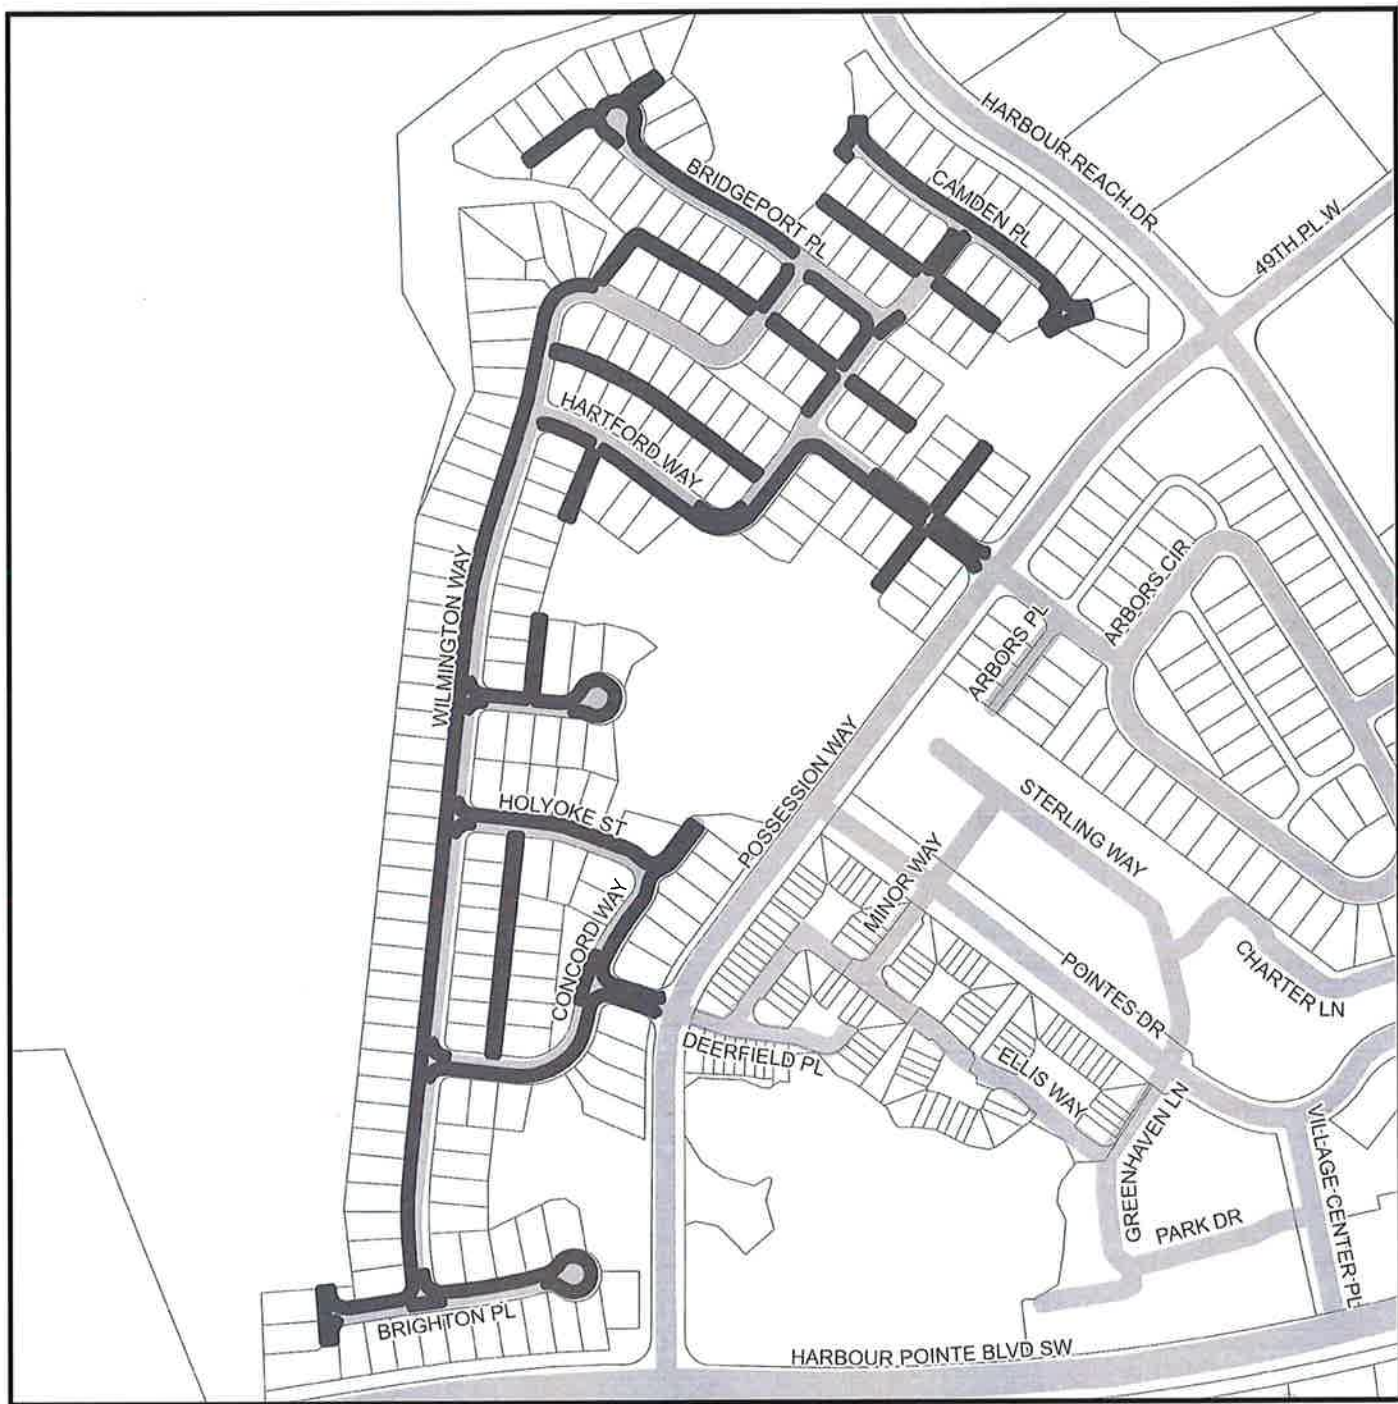 HARBOUR REACH DR
BRIDGEPORT PL
CAMDEN PL
49TH PL W
HARTFORD WAY
WILMINGTON WAY
ARBORS CIR
ARBORS PL
POSSESSION WAY
HOLYOKE ST
STERLING WAY
MINOR WAY
CONCORD WAY
CHARTER LN
POINTES DR
DEERFIELD PL
ELLIS WAY
GREENHAVEN LN
VILLAGE CENTER PL
PARK DR
BRIGHTON PL
HARBOUR POINTE BLVD SW